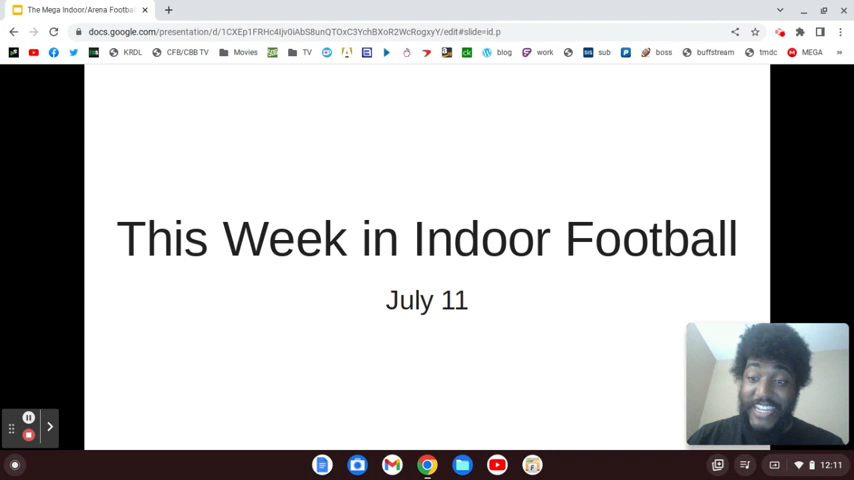 The Mega Indoor/Arena Footbal
docs.google.com/presentation/d/1CXEp1FRHc4Ijv0iAbS8unQTOxC3YchBXoR2WcRogxyY/edit#slide=id.p
KRDL CFB/CBB TV Movies TV blog work sub boss buffstream tmdc MEGA »
This Week in Indoor Football
July 11
12:11